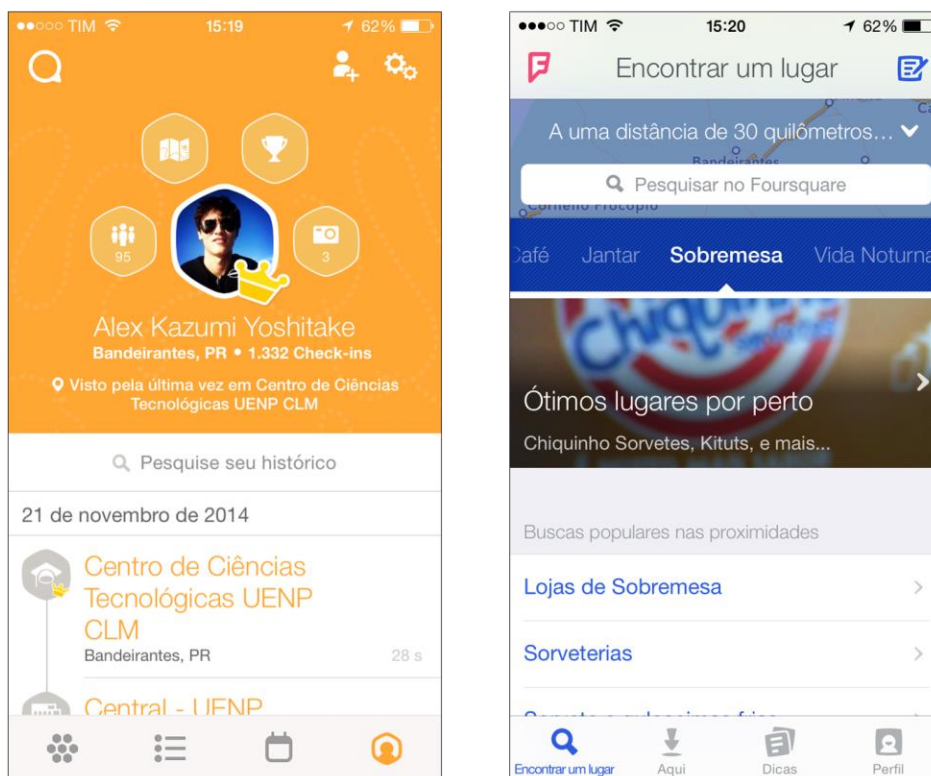 TIM 15:19 62%
95
3
Alex Kazumi Yoshitake
Bandeirantes, PR • 1.332 Check-ins
Visto pela última vez em Centro de Ciências
Tecnológicas UENP CLM
Pesquise seu histórico
21 de novembro de 2014
Centro de Ciências
Tecnológicas UENP
CLM
Bandeirantes, PR 28 s
Central - UENP
TIM 15:20 62%
Encontrar um lugar
A uma distância de 30 quilômetros...
Bandeirantes
Pesquisar no Foursquare
Cornélio Procópio
Café Jantar Sobremesa Vida Noturna
Chiquinho
Ótimos lugares por perto
Chiquinho Sorvetes, Kituts, e mais...
Buscas populares nas proximidades
Lojas de Sobremesa
Sorveterias
Encontrar um lugar Aqui Dicas Perfil